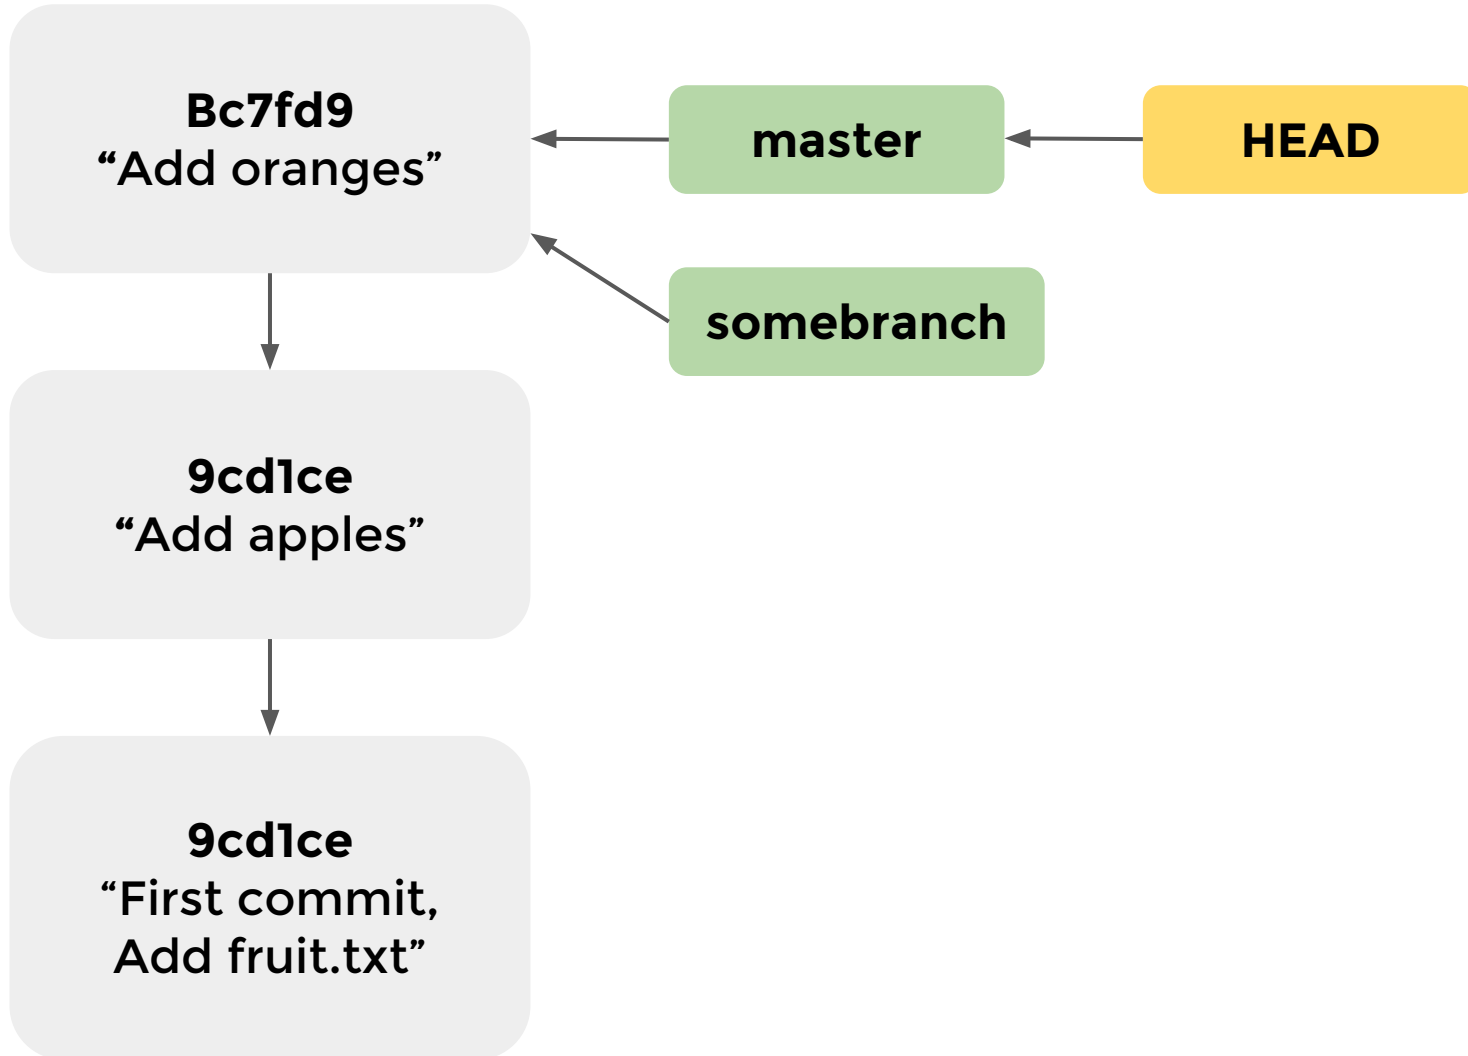 Bc7fd9
“Add oranges”
master
HEAD
somebranch
9cd1ce
“Add apples”
9cd1ce
“First commit,
Add fruit.txt”